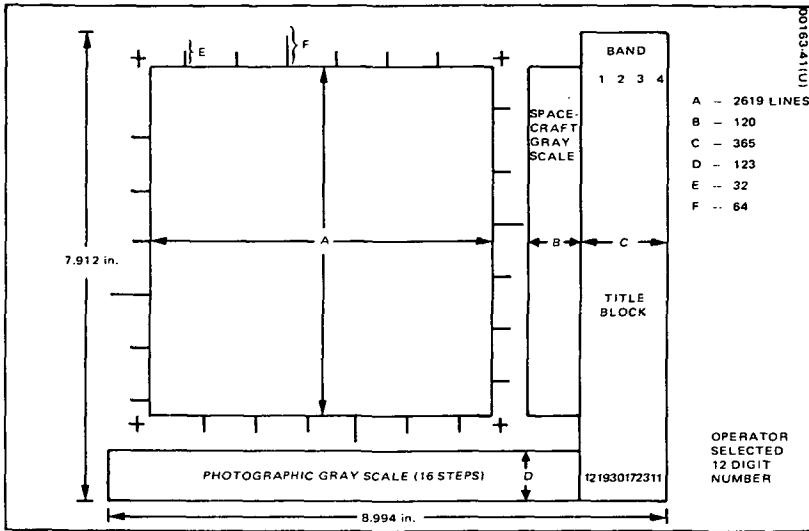 00163-41(U)
E
F
BAND
1 2 3 4
SPACE-
CRAFT
GRAY
SCALE
A - 2619 LINES
B - 120
C - 365
D - 123
E -- 32
F - 64
A
B
C
7.912 in.
TITLE
BLOCK
OPERATOR
SELECTED
12 DIGIT
NUMBER
PHOTOGRAPHIC GRAY SCALE (16 STEPS)
D
121930172311
8.994 in.